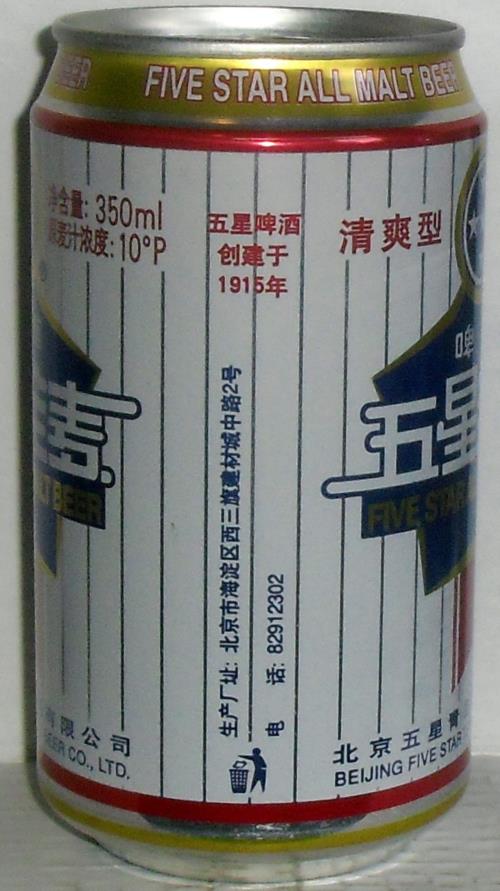 FIVE STAR ALL MALT BEER
净含量: 350ml
原麦汁浓度: 10°P
五星啤酒
创建于
1915年
清爽型
啤
青
五星
BEER
FIVE STAR
生产厂址: 北京市海淀区西三旗建材城中路2号
电 话: 82912302
有限公司
BEER CO., LTD.
北京五星青
BEIJING FIVE STAR